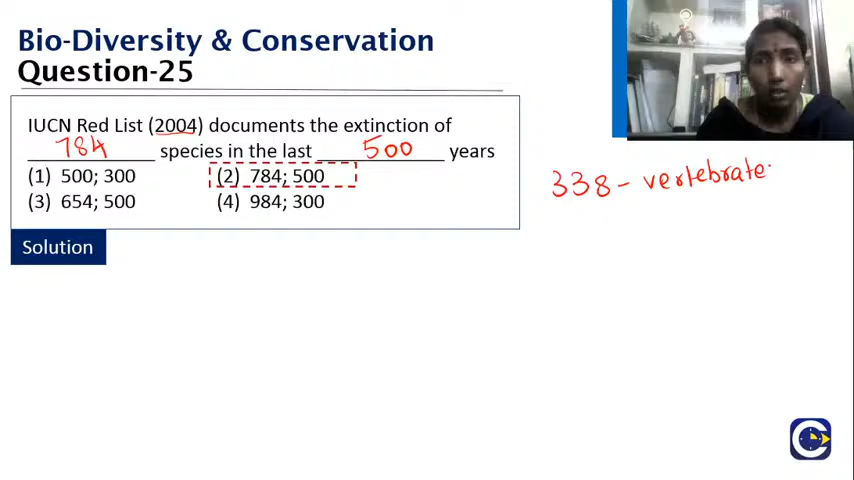 Bio-Diversity & Conservation
Question-25
IUCN Red List (2004) documents the extinction of
784 species in the last 500 years
(1) 500; 300 (2) 784; 500
(3) 654; 500 (4) 984; 300
338 - vertebrate
Solution